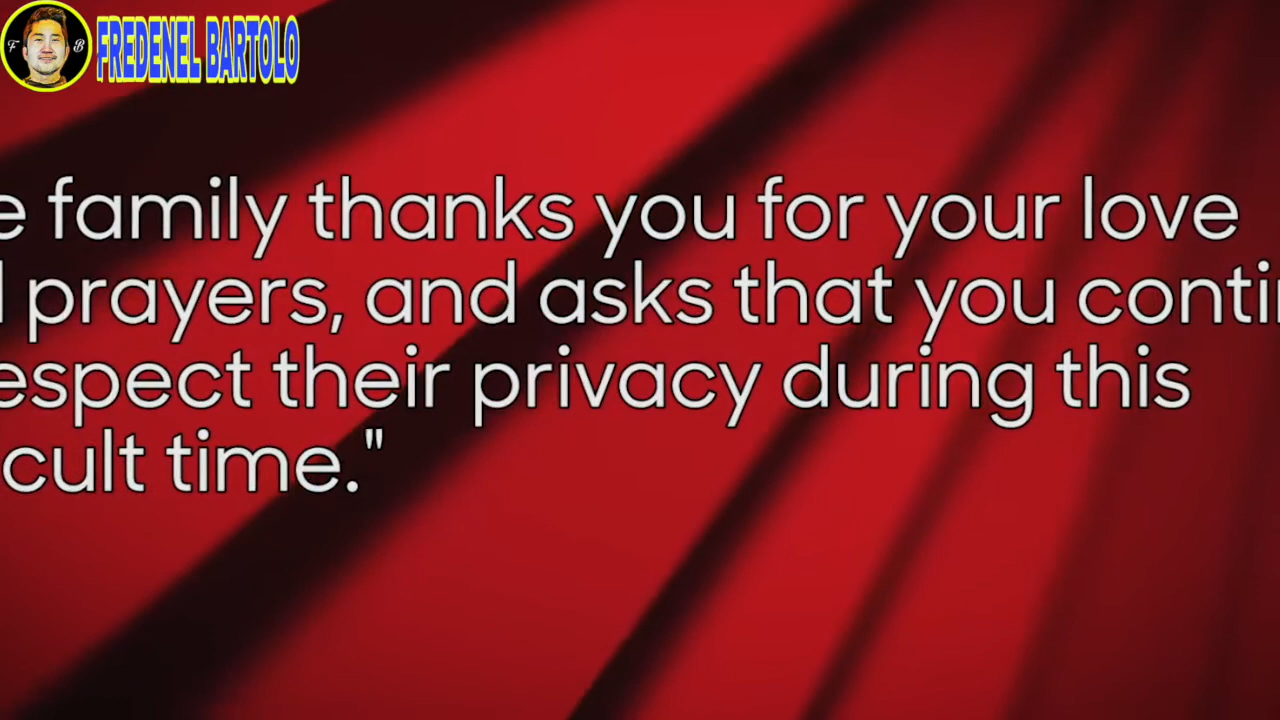 F B
FREDENEL BARTOLO
e family thanks you for your love
prayers, and asks that you contin
espect their privacy during this
cult time."